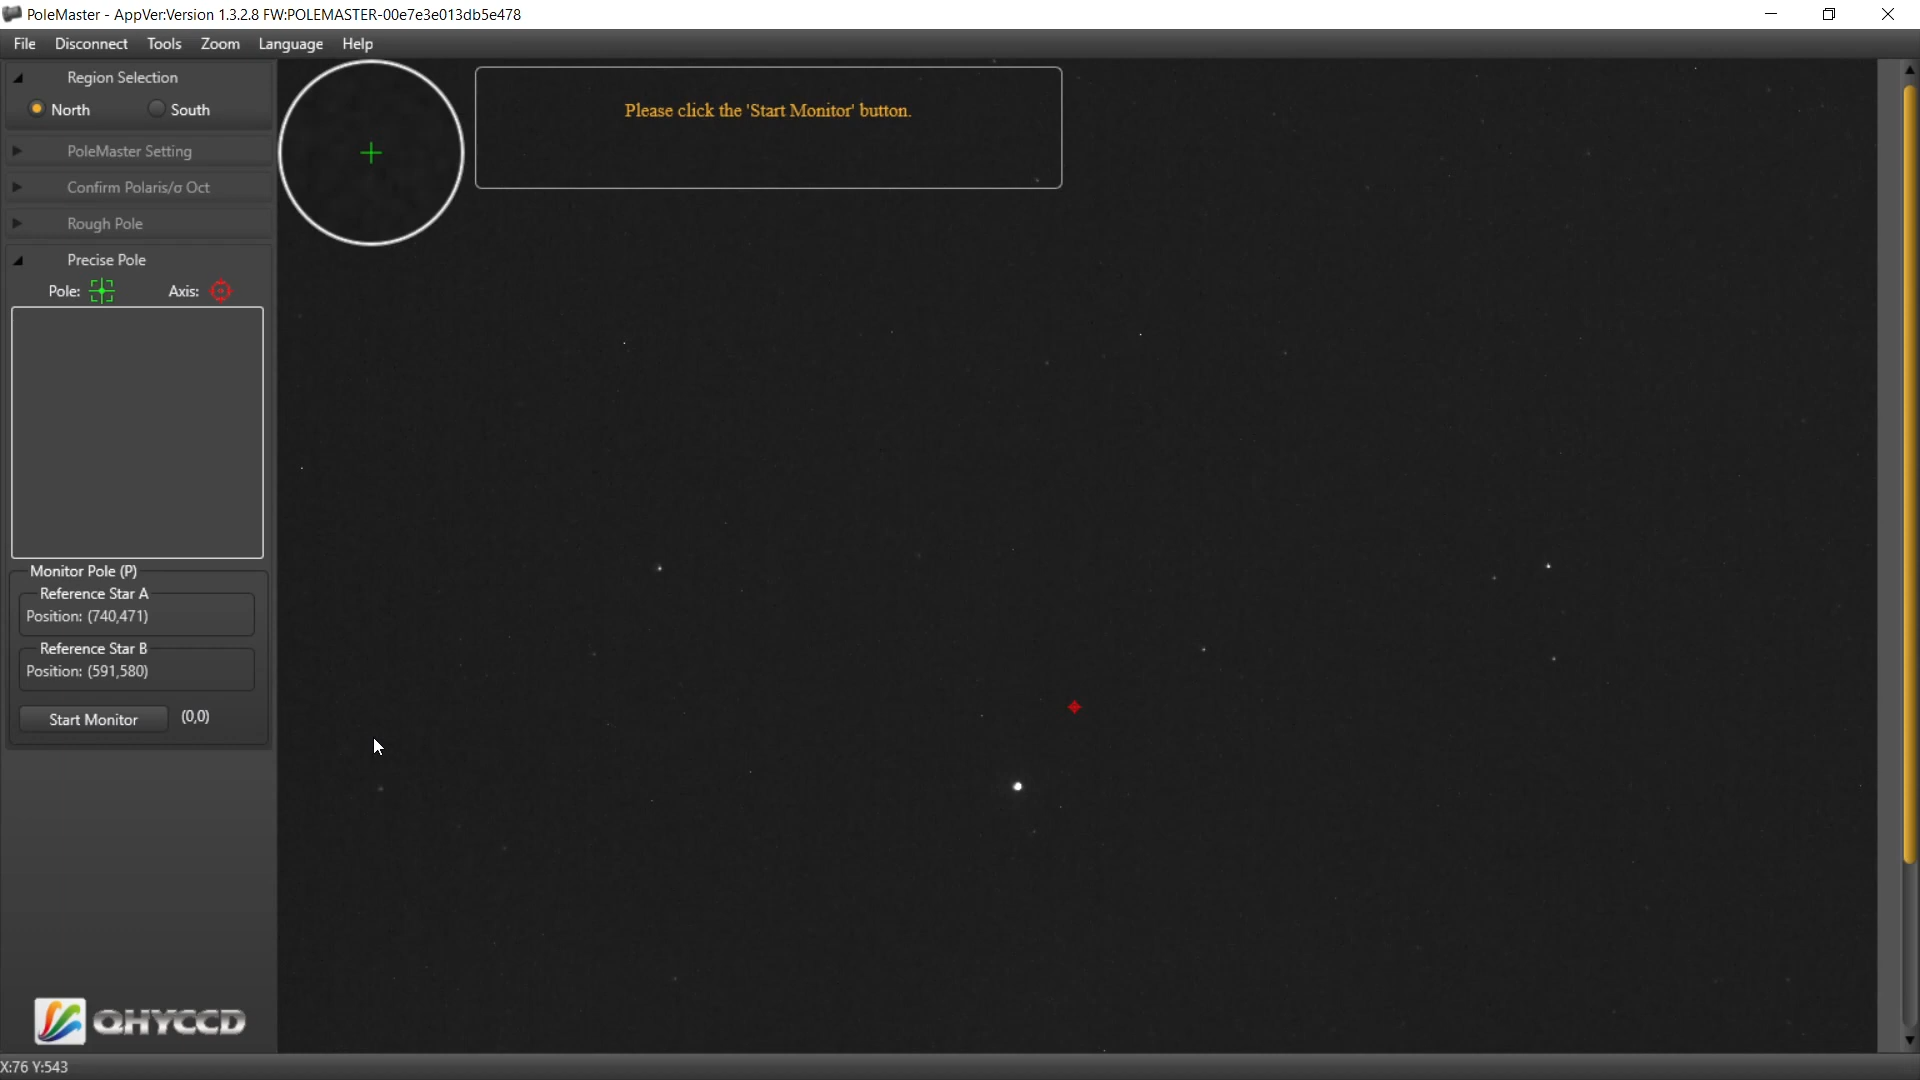 PoleMaster - AppVer:Version 1.3.2.8 FW:POLEMASTER-00e7e3e013db5e478
File Disconnect Tools Zoom Language Help
Region Selection
North South
PoleMaster Setting
Confirm Polaris/σ Oct
Rough Pole
Precise Pole
Pole: Axis:
Monitor Pole (P)
Reference Star A
Position: (740,471)
Reference Star B
Position: (591,580)
Start Monitor (0,0)
QHYCCD
X:76 Y:543
Please click the 'Start Monitor' button.